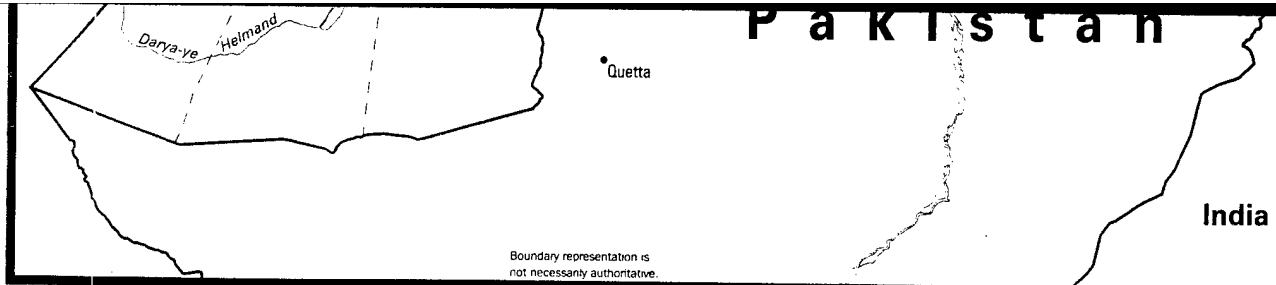 Pakistan
Darya-ye Helmand
Quetta
India
Boundary representation is
not necessarily authoritative.